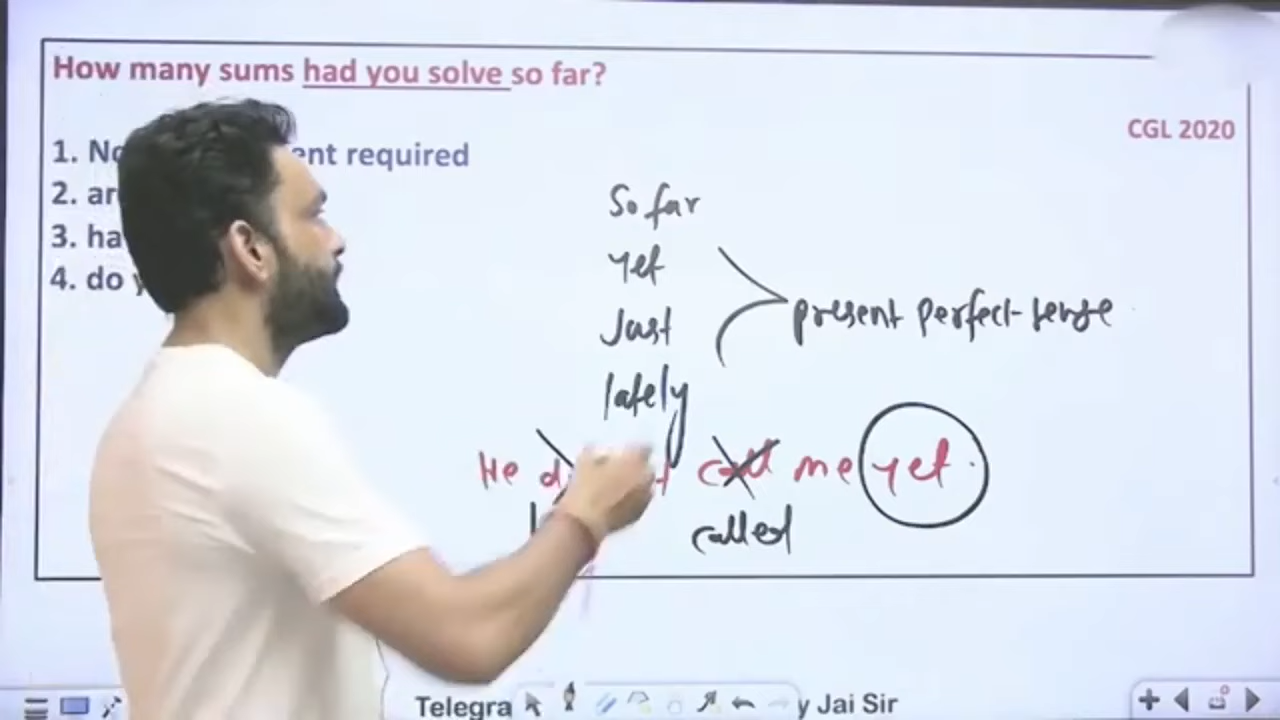 How many sums had you solve so far?
CGL 2020
1. No ent required
2. ar
3. ha
4. do y
So far
yet
Just
lately
present perfect tense
He call me yet.
called
Telegra y Jai Sir